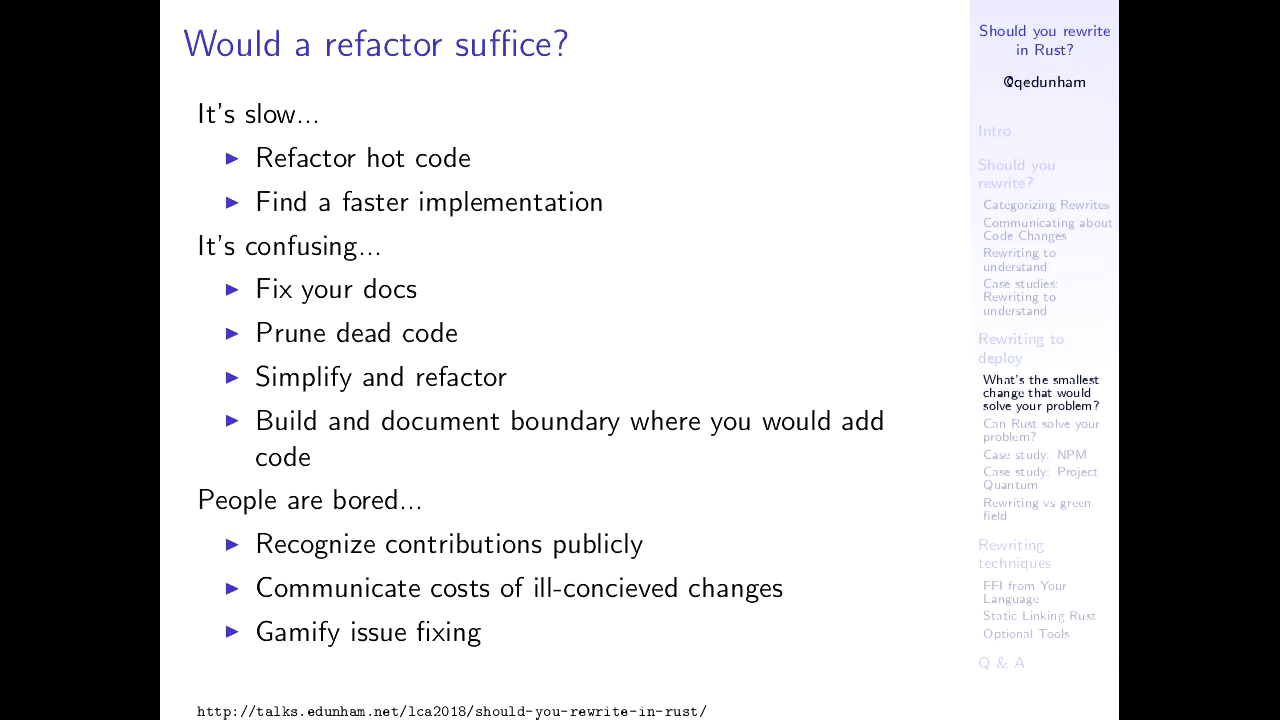 Would a refactor suffice?
It's slow...
▶ Refactor hot code
▶ Find a faster implementation
It's confusing...
▶ Fix your docs
▶ Prune dead code
▶ Simplify and refactor
▶ Build and document boundary where you would add
code
People are bored...
▶ Recognize contributions publicly
▶ Communicate costs of ill-concieved changes
▶ Gamify issue fixing
http://talks.edunham.net/lca2018/should-you-rewrite-in-rust/
Should you rewrite
in Rust?
@qedunham
Intro
Should you
rewrite?
Categorizing Rewrites
Communicating about
Code Changes
Rewriting to
understand
Case studies:
Rewriting to
understand
Rewriting to
deploy
What's the smallest
change that would
solve your problem?
Can Rust solve your
problem?
Case study: NPM
Case study: Project
Quantum
Rewriting vs green
field
Rewriting
techniques
FFI from Your
Language
Static Linking Rust
Optional Tools
Q & A